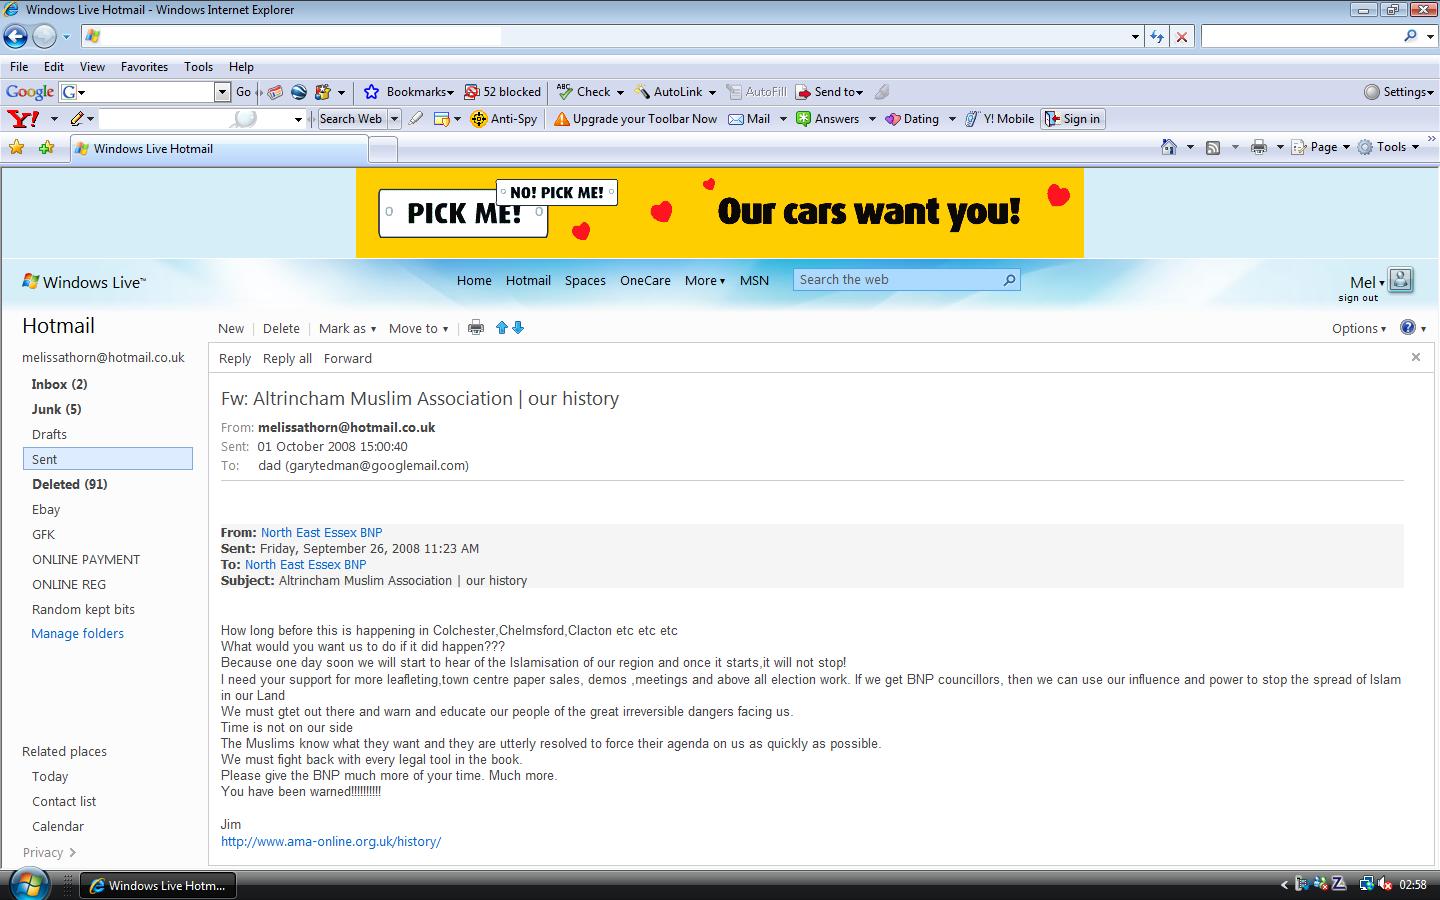 Windows Live Hotmail - Windows Internet Explorer
File Edit View Favorites Tools Help
Google G Go Bookmarks 52 blocked ABC Check AutoLink AutoFill Send to Settings
Y! Search Web Anti-Spy Upgrade your Toolbar Now Mail Answers Dating Y! Mobile Sign in
Windows Live Hotmail Page Tools
NO! PICK ME!
PICK ME! Our cars want you!
Windows Live™ Home Hotmail Spaces OneCare More MSN Search the web Mel
sign out
Hotmail New | Delete | Mark as Move to | Options
melissathorn@hotmail.co.uk Reply Reply all Forward
Inbox (2)
Junk (5)
Drafts
Sent
Deleted (91)
Ebay
GFK
ONLINE PAYMENT
ONLINE REG
Random kept bits
Manage folders
Related places
Today
Contact list
Calendar
Privacy
Fw: Altrincham Muslim Association | our history
From: melissathorn@hotmail.co.uk
Sent: 01 October 2008 15:00:40
To: dad (garytedman@googlemail.com)
From: North East Essex BNP
Sent: Friday, September 26, 2008 11:23 AM
To: North East Essex BNP
Subject: Altrincham Muslim Association | our history
How long before this is happening in Colchester,Chelmsford,Clacton etc etc etc
What would you want us to do if it did happen???
Because one day soon we will start to hear of the Islamisation of our region and once it starts,it will not stop!
I need your support for more leafleting,town centre paper sales, demos ,meetings and above all election work. If we get BNP councillors, then we can use our influence and power to stop the spread of Islam
in our Land
We must gtet out there and warn and educate our people of the great irreversible dangers facing us.
Time is not on our side
The Muslims know what they want and they are utterly resolved to force their agenda on us as quickly as possible.
We must fight back with every legal tool in the book.
Please give the BNP much more of your time. Much more.
You have been warned!!!!!!!!!!
Jim
http://www.ama-online.org.uk/history/
Windows Live Hotm... 02:58